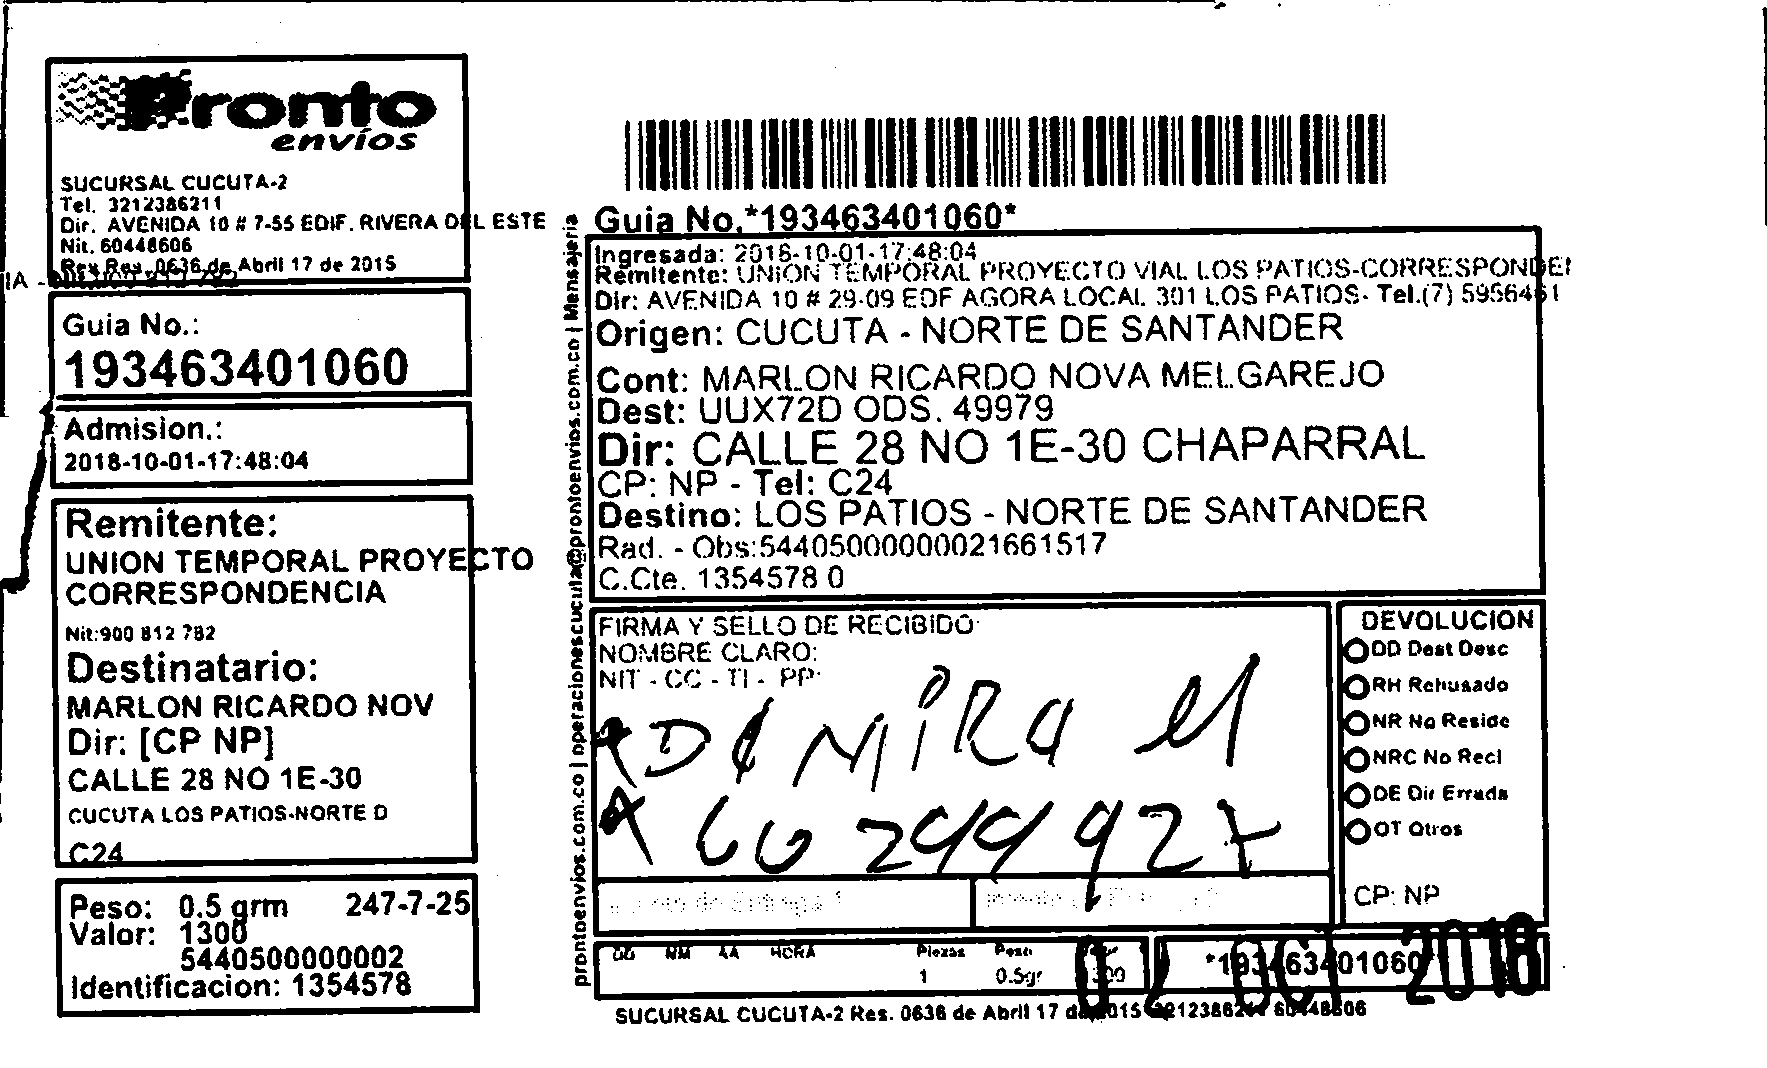 Pronto
envíos
SUCURSAL CUCUTA-2
Tel. 3212386211
Dir. AVENIDA 10 # 7-55 EDIF. RIVERA DEL ESTE
Nit. 60448606
Res Res. 0636 de Abril 17 de 2015
Guia No.:
193463401060
Admision.:
2018-10-01-17:48:04
Remitente:
UNION TEMPORAL PROYECTO
CORRESPONDENCIA
Nit:900 812 782
Destinatario:
MARLON RICARDO NOV
Dir: [CP NP]
CALLE 28 NO 1E-30
CUCUTA LOS PATIOS-NORTE D
C24
Peso: 0.5 grm 247-7-25
Valor: 1300
5440500000002
Identificacion: 1354578
prontoenvios.com.co | operacionescucuta@prontoenvios.com.co | Mensajeria
Guia No.*193463401060*
Ingresada: 2018-10-01-17:48:04
Remitente: UNION TEMPORAL PROYECTO VIAL LOS PATIOS-CORRESPONDEI
Dir: AVENIDA 10 # 29-09 EDF AGORA LOCAL 301 LOS PATIOS- Tel.(7) 5956461
Origen: CUCUTA - NORTE DE SANTANDER
Cont: MARLON RICARDO NOVA MELGAREJO
Dest: UUX72D ODS. 49979
Dir: CALLE 28 NO 1E-30 CHAPARRAL
CP: NP - Tel: C24
Destino: LOS PATIOS - NORTE DE SANTANDER
Rad. - Obs:54405000000021661517
C.Cte. 1354578 0
FIRMA Y SELLO DE RECIBIDO
NOMBRE CLARO:
NIT - CC - TI - PP:
60299927
DEVOLUCION
DD Dest Desc
RH Rehusado
NR No Reside
NRC No Recl
DE Dir Errada
OT Otros
CP: NP
DD MM AA HORA Piezas Peso
1 0.5gr 1300
*193463401060*
02 OCT 2018
SUCURSAL CUCUTA-2 Res. 0636 de Abril 17 de 2015 3212386211 60448606